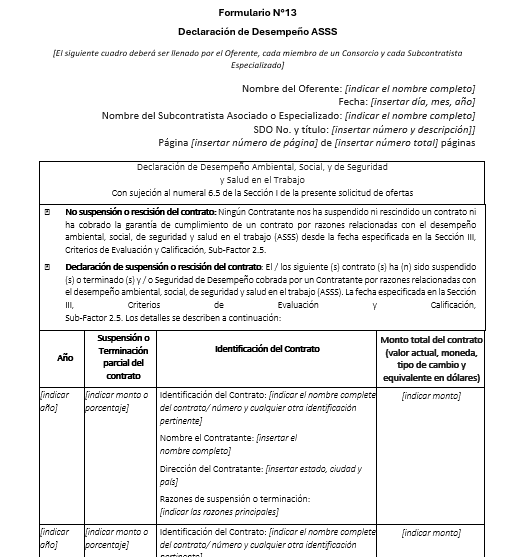 Formulario N°13
Declaración de Desempeño ASSS
[El siguiente cuadro deberá ser llenado por el Oferente, cada miembro de un Consorcio y cada Subcontratista
Especializado]
Nombre del Oferente: [indicar el nombre completo]
Fecha: [insertar día, mes, año]
Nombre del Subcontratista Asociado o Especializado: [indicar el nombre completo]
SDO No. y título: [insertar número y descripción]]
Página [insertar número de página] de [insertar número total] páginas
Declaración de Desempeño Ambiental, Social, y de Seguridad
y Salud en el Trabajo
Con sujeción al numeral 6.5 de la Sección I de la presente solicitud de ofertas
No suspensión o rescisión del contrato: Ningún Contratante nos ha suspendido ni rescindido un contrato ni
ha cobrado la garantía de cumplimiento de un contrato por razones relacionadas con el desempeño
ambiental, social, de seguridad y salud en el trabajo (ASSS) desde la fecha especificada en la Sección III,
Criterios de Evaluación y Calificación, Sub-Factor 2.5.
Declaración de suspensión o rescisión del contrato: El / los siguiente (s) contrato (s) ha (n) sido suspendido
(s) o terminado (s) y / o Seguridad de Desempeño cobrada por un Contratante por razones relacionadas con
el desempeño ambiental, social, de seguridad y salud en el trabajo (ASSS). La fecha especificada en la Sección
III, Criterios de Evaluación y Calificación,
Sub-Factor 2.5. Los detalles se describen a continuación:
Año
Suspensión o
Terminación
parcial del
contrato
Identificación del Contrato
Monto total del contrato
(valor actual, moneda,
tipo de cambio y
equivalente en dólares)
[indicar
año]
[indicar monto o
porcentaje]
Identificación del Contrato: [indicar el nombre complete
del contrato/ número y cualquier otra identificación
pertinente]
Nombre el Contratante: [insertar el
nombre completo]
Dirección del Contratante: [insertar estado, ciudad y
país]
Razones de suspensión o terminación:
[indicar las razones principales]
[indicar monto]
[indicar
año]
[indicar monto o
porcentaje]
Identificación del Contrato: [indicar el nombre complete
del contrato/ número y cualquier otra identificación
pertinente]
[indicar monto]